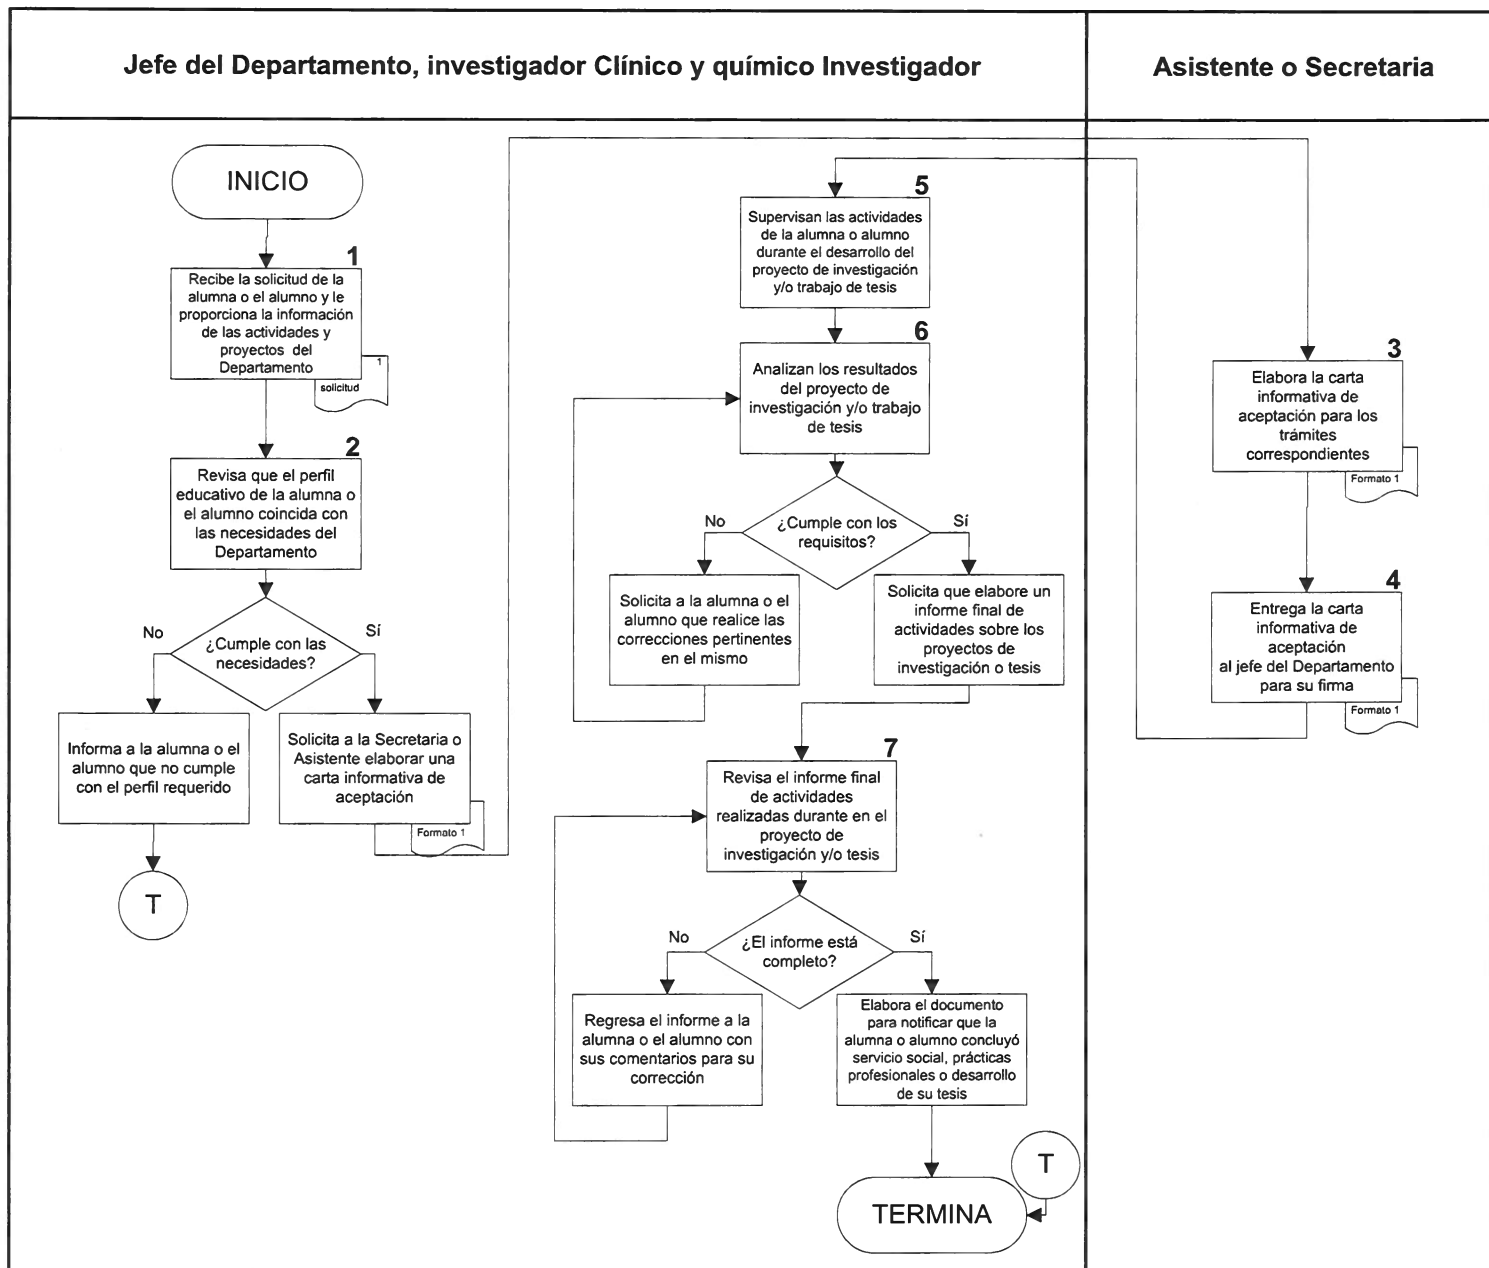 Jefe del Departamento, investigador Clínico y químico Investigador
Asistente o Secretaria
INICIO
1
Recibe la solicitud de la
alumna o el alumno y le
proporciona la información
de las actividades y
proyectos del
Departamento
1
solicitud
2
Revisa que el perfil
educativo de la alumna o
el alumno coincida con
las necesidades del
Departamento
¿Cumple con las
necesidades?
No
Sí
Informa a la alumna o el
alumno que no cumple
con el perfil requerido
T
Solicita a la Secretaria o
Asistente elaborar una
carta informativa de
aceptación
Formato 1
3
Elabora la carta
informativa de
aceptación para los
trámites
correspondientes
Formato 1
4
Entrega la carta
informativa de
aceptación
al jefe del Departamento
para su firma
Formato 1
5
Supervisan las actividades
de la alumna o alumno
durante el desarrollo del
proyecto de investigación
y/o trabajo de tesis
6
Analizan los resultados
del proyecto de
investigación y/o trabajo
de tesis
¿Cumple con los
requisitos?
No
Sí
Solicita a la alumna o el
alumno que realice las
correcciones pertinentes
en el mismo
Solicita que elabore un
informe final de
actividades sobre los
proyectos de
investigación o tesis
7
Revisa el informe final
de actividades
realizadas durante en el
proyecto de
investigación y/o tesis
¿El informe está
completo?
No
Sí
Regresa el informe a la
alumna o el alumno con
sus comentarios para su
corrección
Elabora el documento
para notificar que la
alumna o alumno concluyó
servicio social, prácticas
profesionales o desarrollo
de su tesis
T
TERMINA